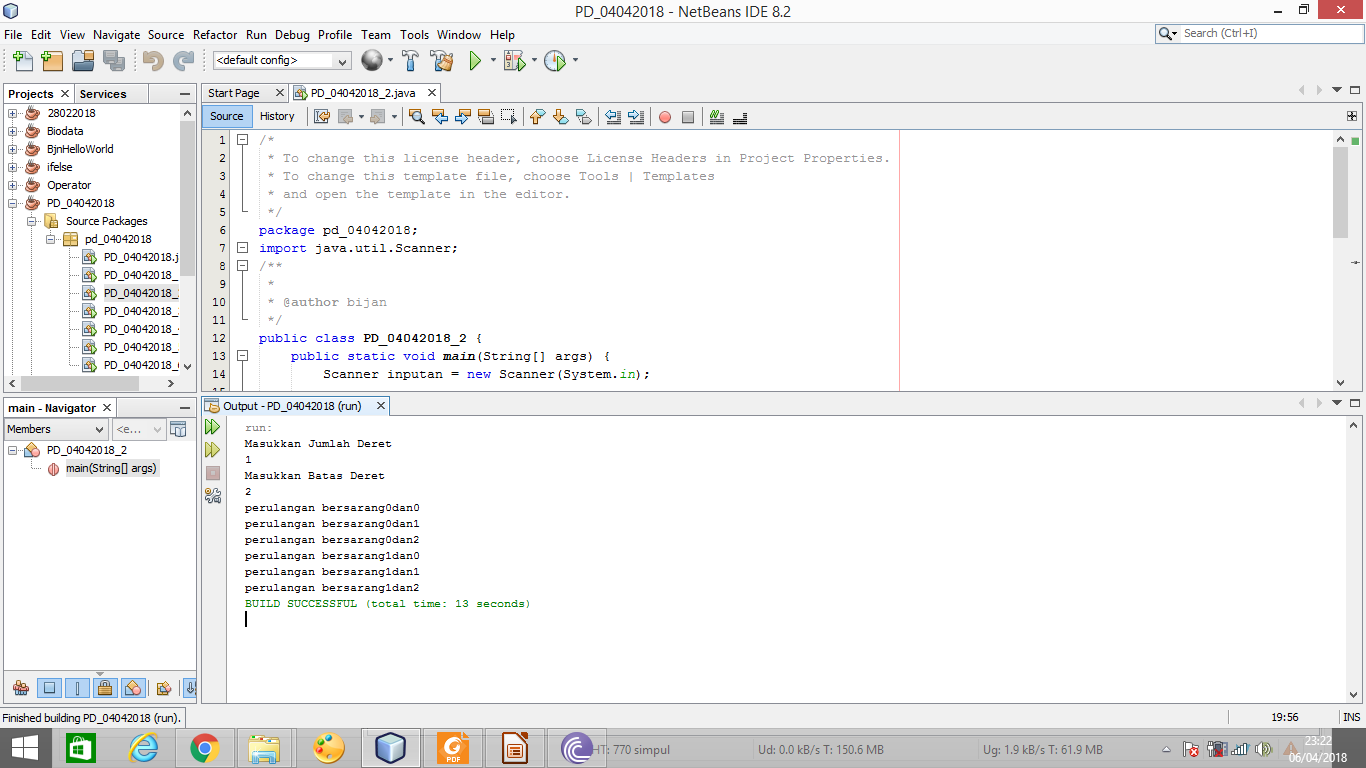 PD_04042018 - NetBeans IDE 8.2
File Edit View Navigate Source Refactor Run Debug Profile Team Tools Window Help
Search (Ctrl+I)
<default config>
Projects
Services
28022018
Biodata
BjnHelloWorld
ifelse
Operator
PD_04042018
Source Packages
pd_04042018
PD_04042018.j
PD_04042018_
PD_04042018_
PD_04042018_
PD_04042018_
PD_04042018_
PD_04042018_
main - Navigator
Members
<e...
PD_04042018_2
main(String[] args)
Start Page
PD_04042018_2.java
Source
History
1 /*
2 * To change this license header, choose License Headers in Project Properties.
3 * To change this template file, choose Tools | Templates
4 * and open the template in the editor.
5 */
6 package pd_04042018;
7 import java.util.Scanner;
8 /**
9 *
10 * @author bijan
11 */
12 public class PD_04042018_2 {
13 public static void main(String[] args) {
14 Scanner inputan = new Scanner(System.in);
Output - PD_04042018 (run)
run:
Masukkan Jumlah Deret
1
Masukkan Batas Deret
2
perulangan bersarang0dan0
perulangan bersarang0dan1
perulangan bersarang0dan2
perulangan bersarang1dan0
perulangan bersarang1dan1
perulangan bersarang1dan2
BUILD SUCCESSFUL (total time: 13 seconds)
Finished building PD_04042018 (run).
19:56
INS
PDF
HT: 770 simpul
Ud: 0.0 kB/s T: 150.6 MB
Ug: 1.9 kB/s T: 61.9 MB
23:22
06/04/2018